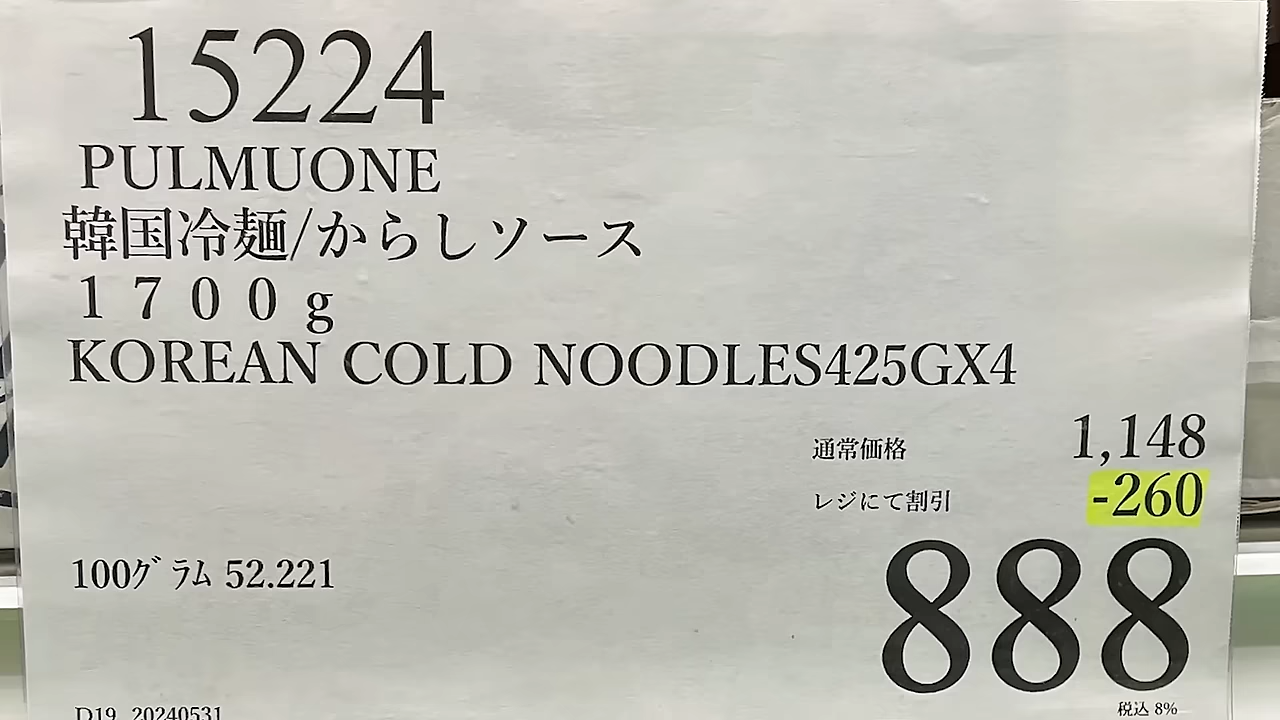 15224
PULMUONE
韓国冷麺/からしソース
１７００ｇ
KOREAN COLD NOODLES425GX4
通常価格 1,148
レジにて割引 -260
888
100ｸﾞﾗﾑ 52.221
税込 8%
D19 20240531